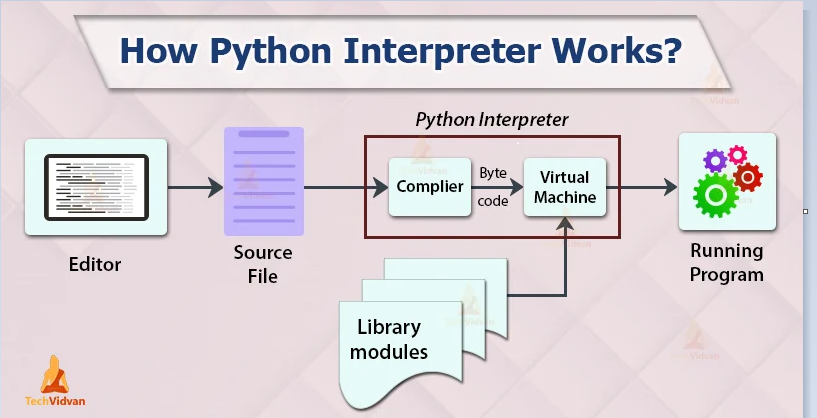 How Python Interpreter Works?
Python Interpreter
Complier
Byte
code
Virtual
Machine
Editor
Source
File
Running
Program
Library
modules
TechVidvan